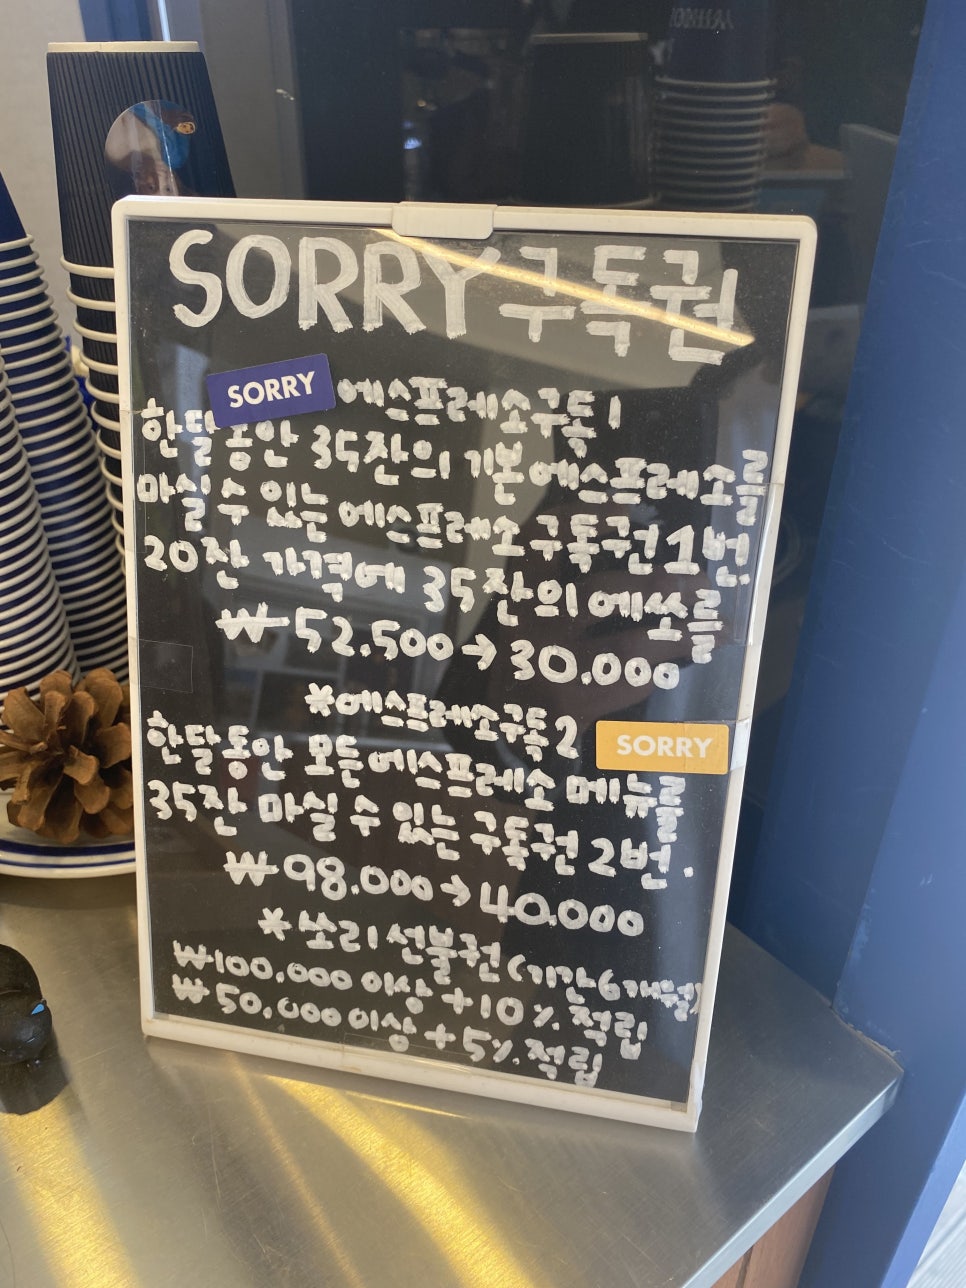 SORRY 구독권
SORRY 에스프레소구독1
한달동안 35잔의 기본 에스프레소를
마실 수 있는 에스프레소 구독권 1번.
20잔 가격에 35잔의 에쏘를
₩52.500→30.000
*에스프레소구독2 SORRY
한달동안 모든 에스프레소 메뉴를
35잔 마실 수 있는 구독권 2번.
₩98.000→40.000
*쏘리 선불권 (기간 6개월)
₩100.000 이상 +10% 적립
₩50.000 이상 +5% 적립